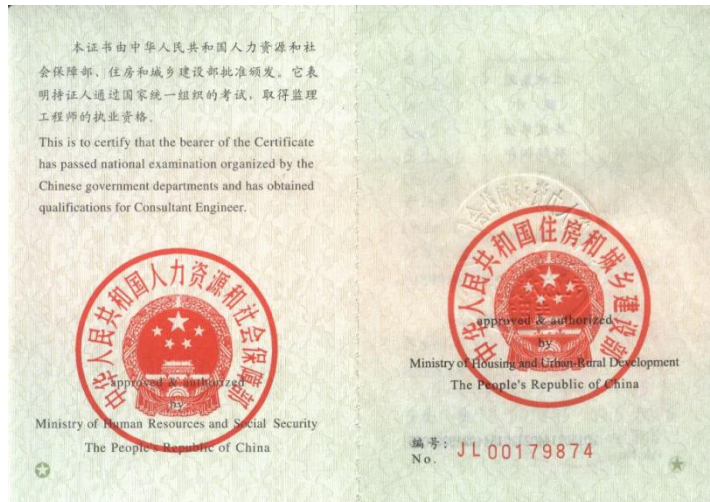 本证书由中华人民共和国人力资源和社
会保障部、住房和城乡建设部批准颁发。它表
明持证人通过国家统一组织的考试，取得监理
工程师的执业资格。
This is to certify that the bearer of the Certificate
has passed national examination organized by the
Chinese government departments and has obtained
qualifications for Consultant Engineer.
中华人民共和国人力资源和社会保障部
approved & authorized
by
Ministry of Human Resources and Social Security
The People's Republic of China
中华人民共和国住房和城乡建设部
approved & authorized
by
Ministry of Housing and Urban-Rural Development
The People's Republic of China
编号:
No. JL00179874